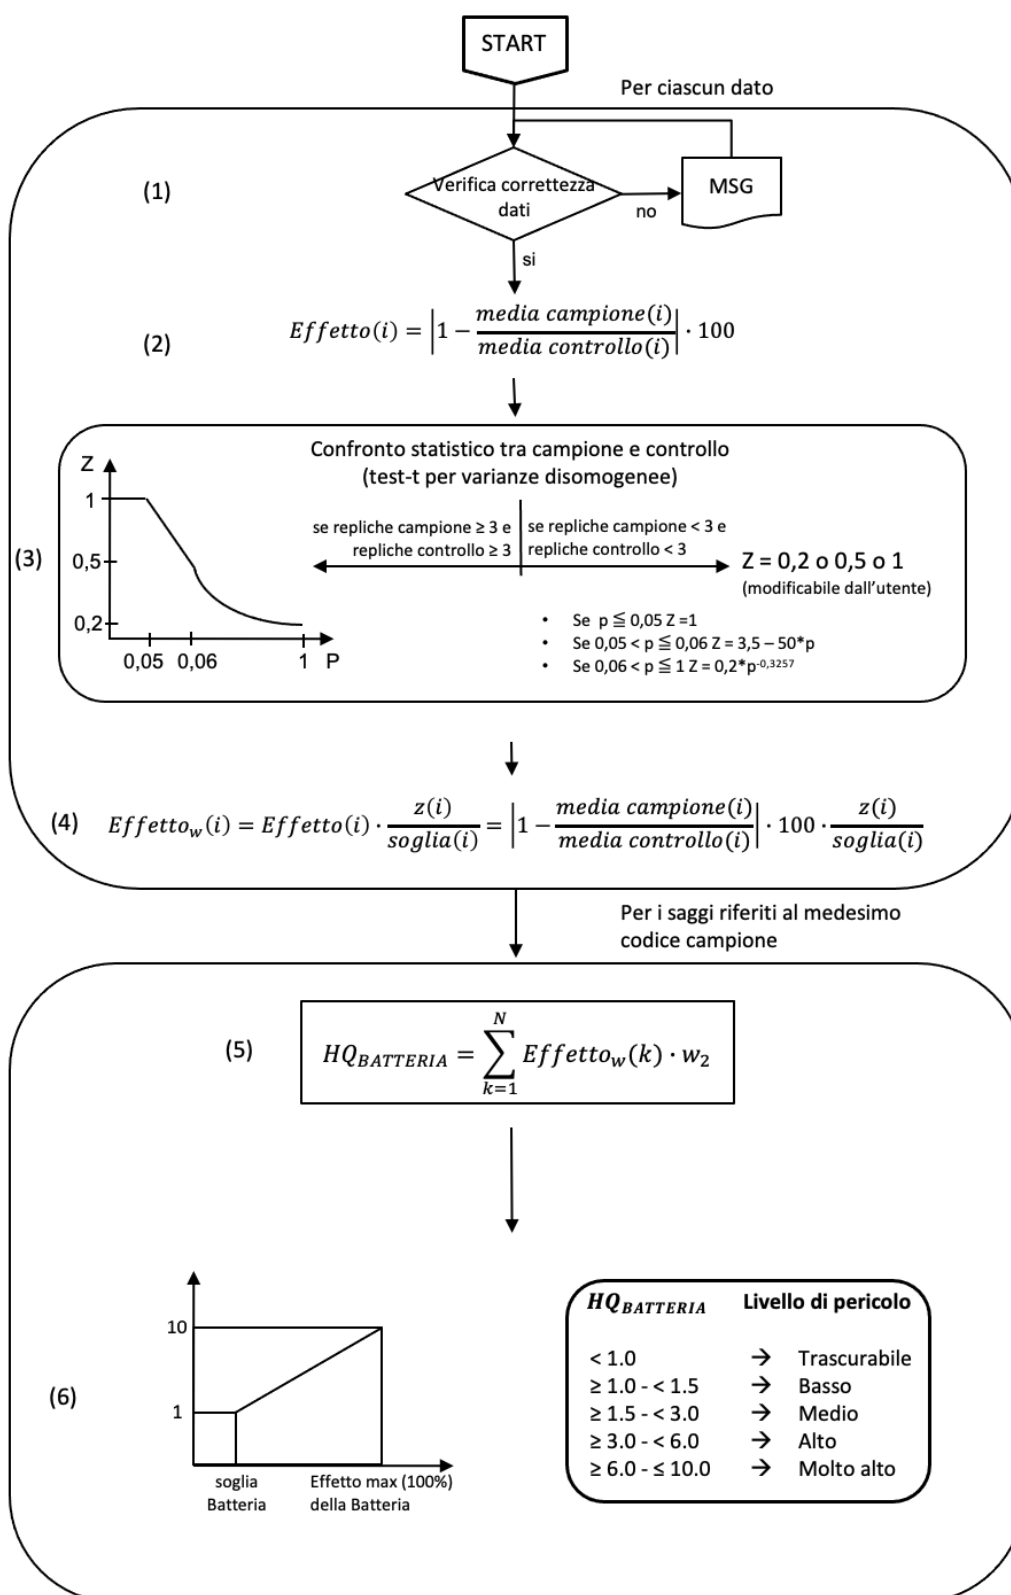 START
Per ciascun dato
(1)
Verifica correttezza
dati
no
MSG
si
(2)
Effetto(i) = |1 − media campione(i) / media controllo(i)| · 100
Confronto statistico tra campione e controllo
(test-t per varianze disomogenee)
(3)
Z
1
0,5
0,2
0,05 0,06 1 P
se repliche campione ≥ 3 e
repliche controllo ≥ 3
se repliche campione < 3 e
repliche controllo < 3
Z = 0,2 o 0,5 o 1
(modificabile dall'utente)
• Se p ≦ 0,05 Z =1
• Se 0,05 < p ≦ 0,06 Z = 3,5 – 50*p
• Se 0,06 < p ≦ 1 Z = 0,2*p^-0,3257
(4)
Effetto_w(i) = Effetto(i) · z(i) / soglia(i) = |1 − media campione(i) / media controllo(i)| · 100 · z(i) / soglia(i)
Per i saggi riferiti al medesimo
codice campione
(5)
HQ_BATTERIA = ∑_{k=1}^{N} Effetto_w(k) · w_2
(6)
10
1
soglia
Batteria
Effetto max (100%)
della Batteria
HQ_BATTERIA Livello di pericolo
< 1.0 → Trascurabile
≥ 1.0 - < 1.5 → Basso
≥ 1.5 - < 3.0 → Medio
≥ 3.0 - < 6.0 → Alto
≥ 6.0 - ≤ 10.0 → Molto alto